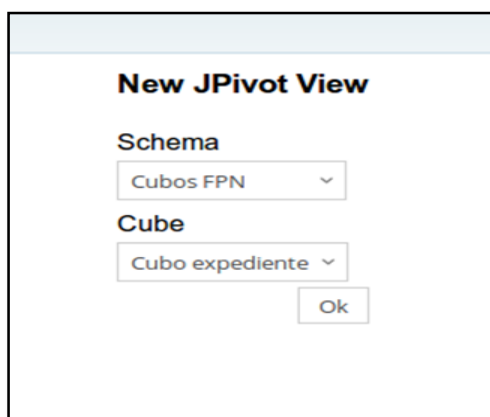 New JPivot View
Schema
Cubos FPN
Cube
Cubo expediente
Ok